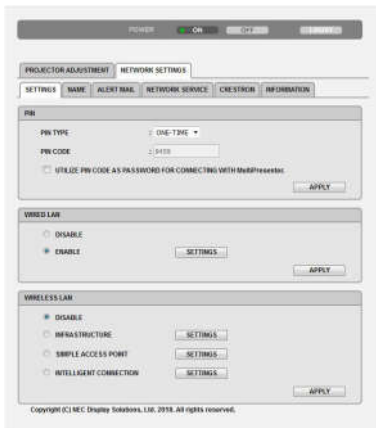 POWER ON OFF
PROJECTOR ADJUSTMENT NETWORK SETTINGS
SETTINGS NAME ALERT MAIL NETWORK SERVICE CRESTRON INFORMATION
PIN
PIN TYPE : ONE-TIME
PIN CODE :
UTILIZE PIN CODE AS PASSWORD FOR CONNECTING WITH MultiPresenter.
APPLY
WIRED LAN
DISABLE
ENABLE SETTINGS
APPLY
WIRELESS LAN
DISABLE
INFRASTRUCTURE SETTINGS
SIMPLE ACCESS POINT SETTINGS
INTELLIGENT CONNECTION SETTINGS
APPLY
Copyright (C) NEC Display Solutions, Ltd. 2018. All rights reserved.